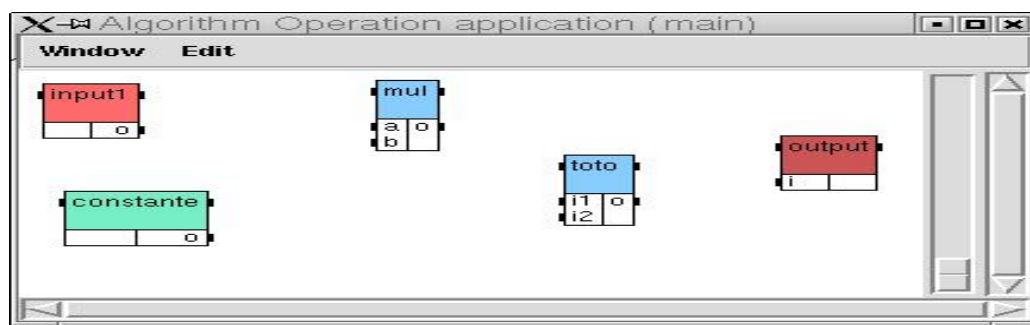 Algorithm Operation application (main)
Window Edit
input1
o
mul
a o
b
output
i
toto
i1 o
i2
constante
o